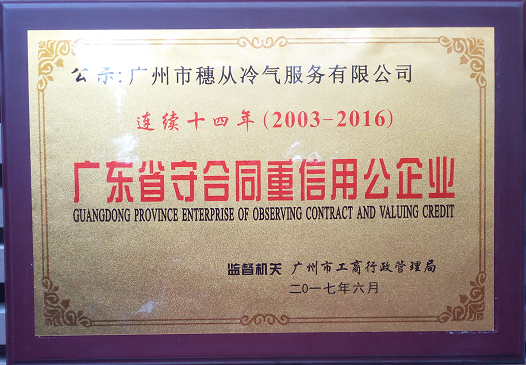 公示:广州市穗从冷气服务有限公司
连续十四年(2003-2016)
广东省守合同重信用公企业
GUANGDONG PROVINCE ENTERPRISE OF OBSERVING CONTRACT AND VALUING CREDIT
监督机关 广州市工商行政管理局
二0一七年六月